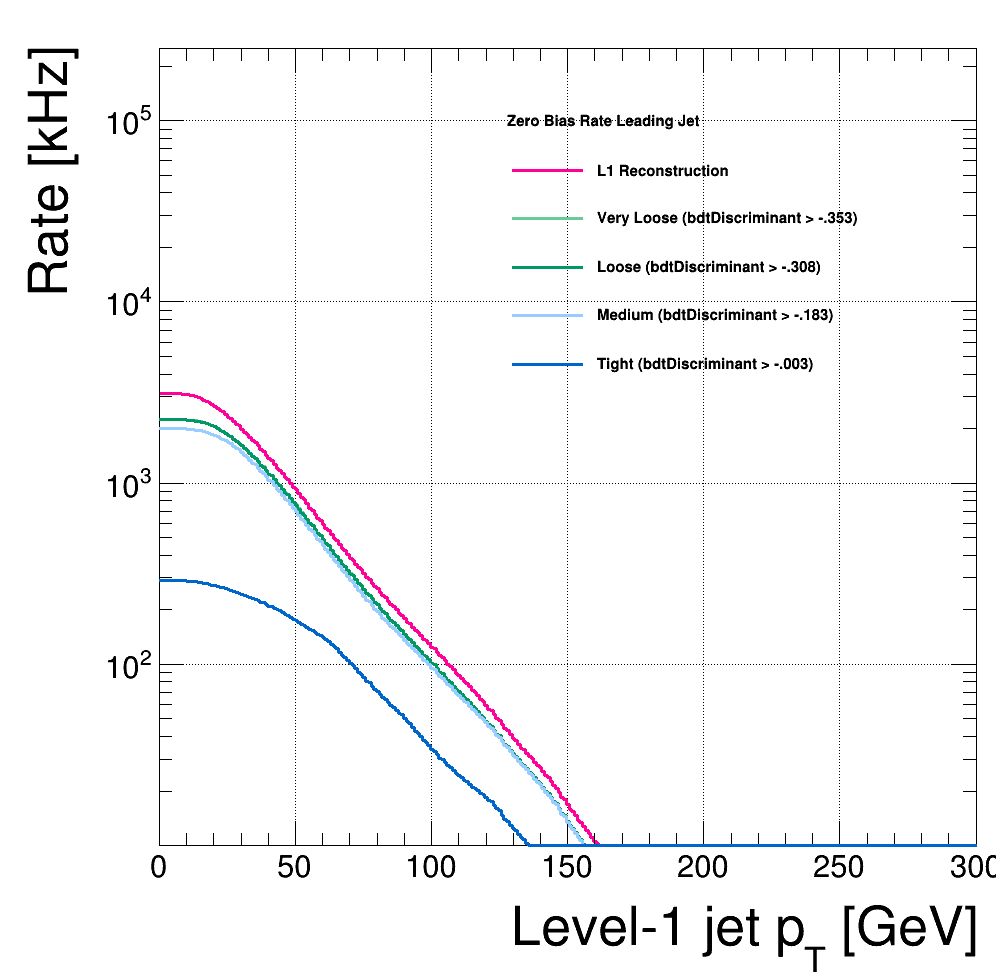 Rate [kHz]
10^5
10^4
10^3
10^2
Zero Bias Rate Leading Jet
L1 Reconstruction
Very Loose (bdtDiscriminant > -.353)
Loose (bdtDiscriminant > -.308)
Medium (bdtDiscriminant > -.183)
Tight (bdtDiscriminant > -.003)
0 50 100 150 200 250 300
Level-1 jet p_T [GeV]